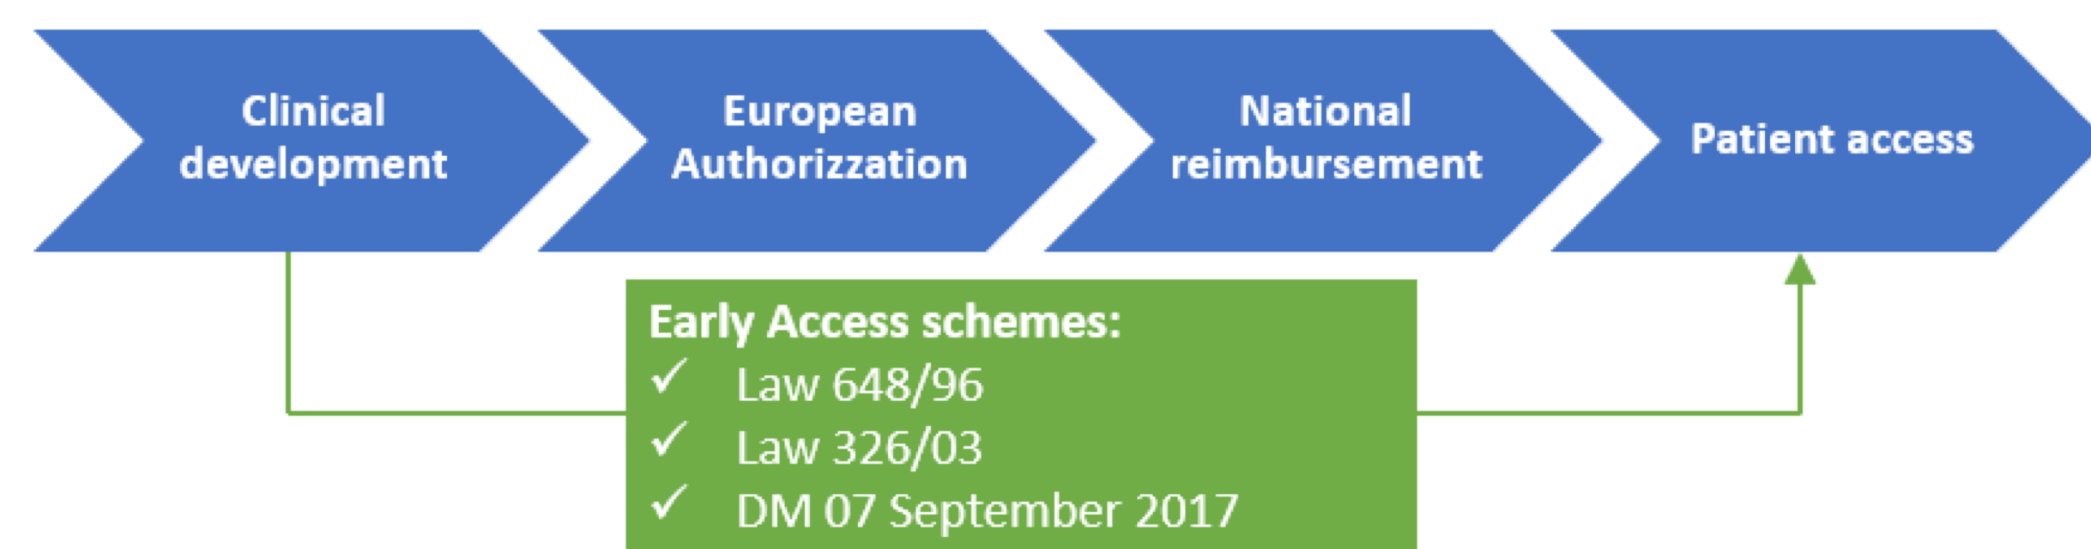 Clinical
development
European
Authorizzation
National
reimbursement
Patient access
Early Access schemes:
✓ Law 648/96
✓ Law 326/03
✓ DM 07 September 2017